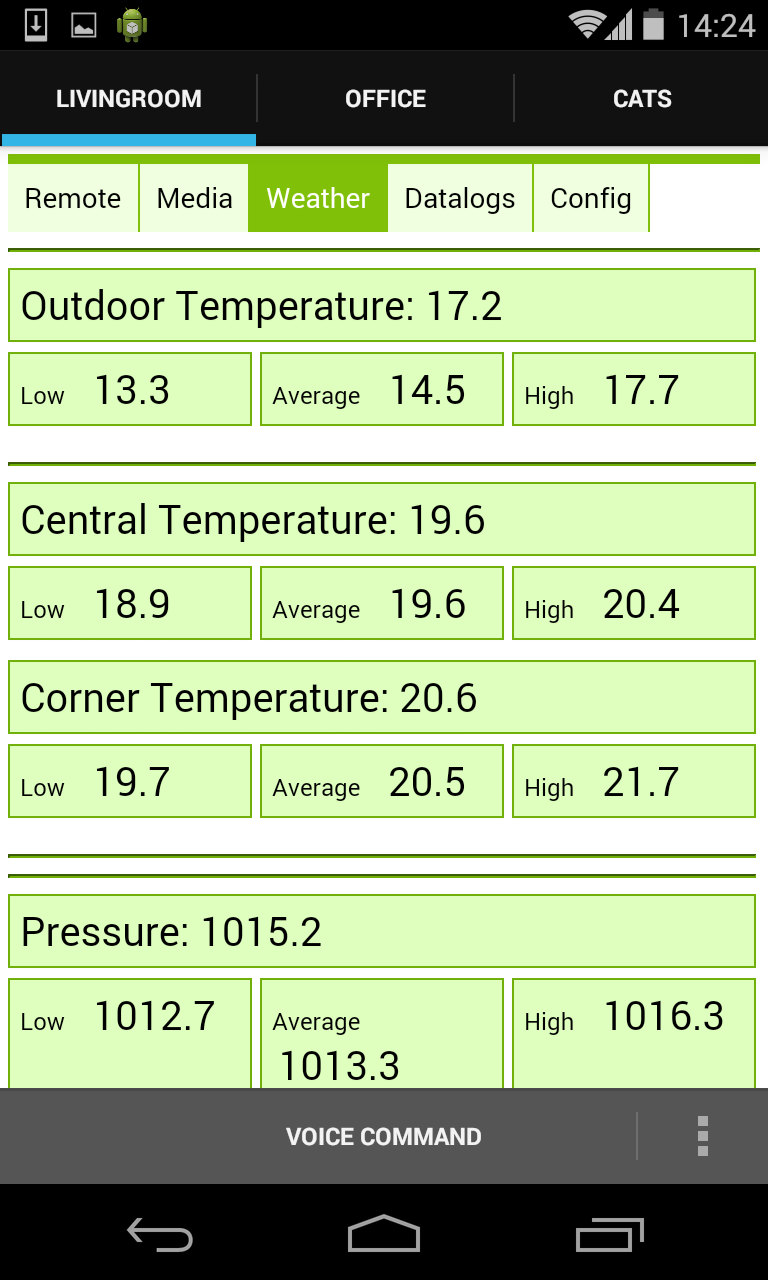 14:24
LIVINGROOM OFFICE CATS
Remote Media Weather Datalogs Config
Outdoor Temperature: 17.2
Low 13.3 Average 14.5 High 17.7
Central Temperature: 19.6
Low 18.9 Average 19.6 High 20.4
Corner Temperature: 20.6
Low 19.7 Average 20.5 High 21.7
Pressure: 1015.2
Low 1012.7 Average 1013.3 High 1016.3
VOICE COMMAND